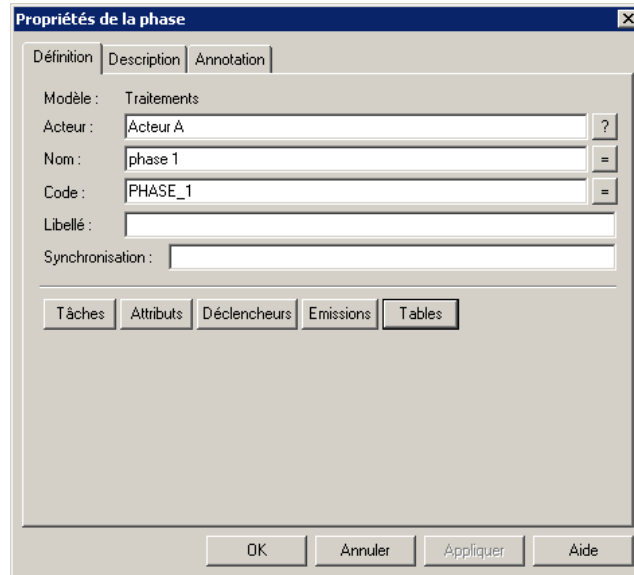 Propriétés de la phase
Définition Description Annotation
Modèle : Traitements
Acteur : Acteur A ?
Nom : phase 1 =
Code : PHASE_1 =
Libellé :
Synchronisation :
Tâches Attributs Déclencheurs Emissions Tables
OK Annuler Appliquer Aide